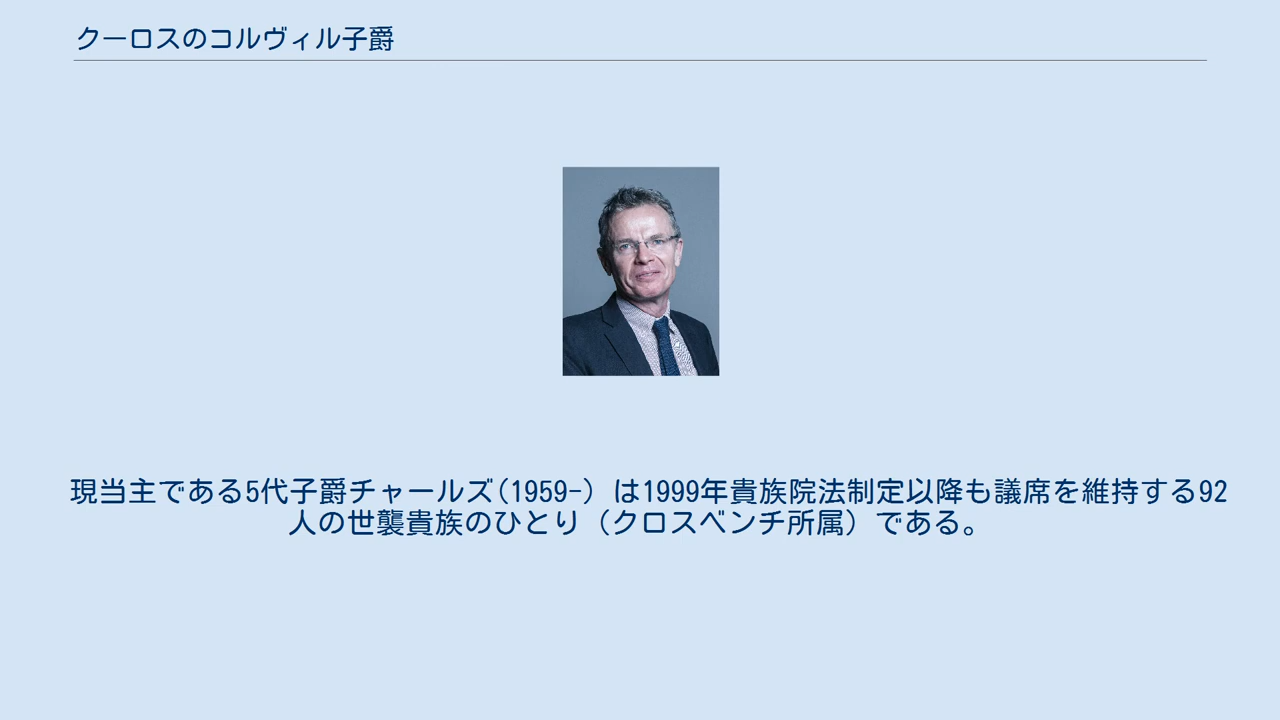 クーロスのコルヴィル子爵
現当主である5代子爵チャールズ(1959-) は1999年貴族院法制定以降も議席を維持する92
人の世襲貴族のひとり（クロスベンチ所属）である。